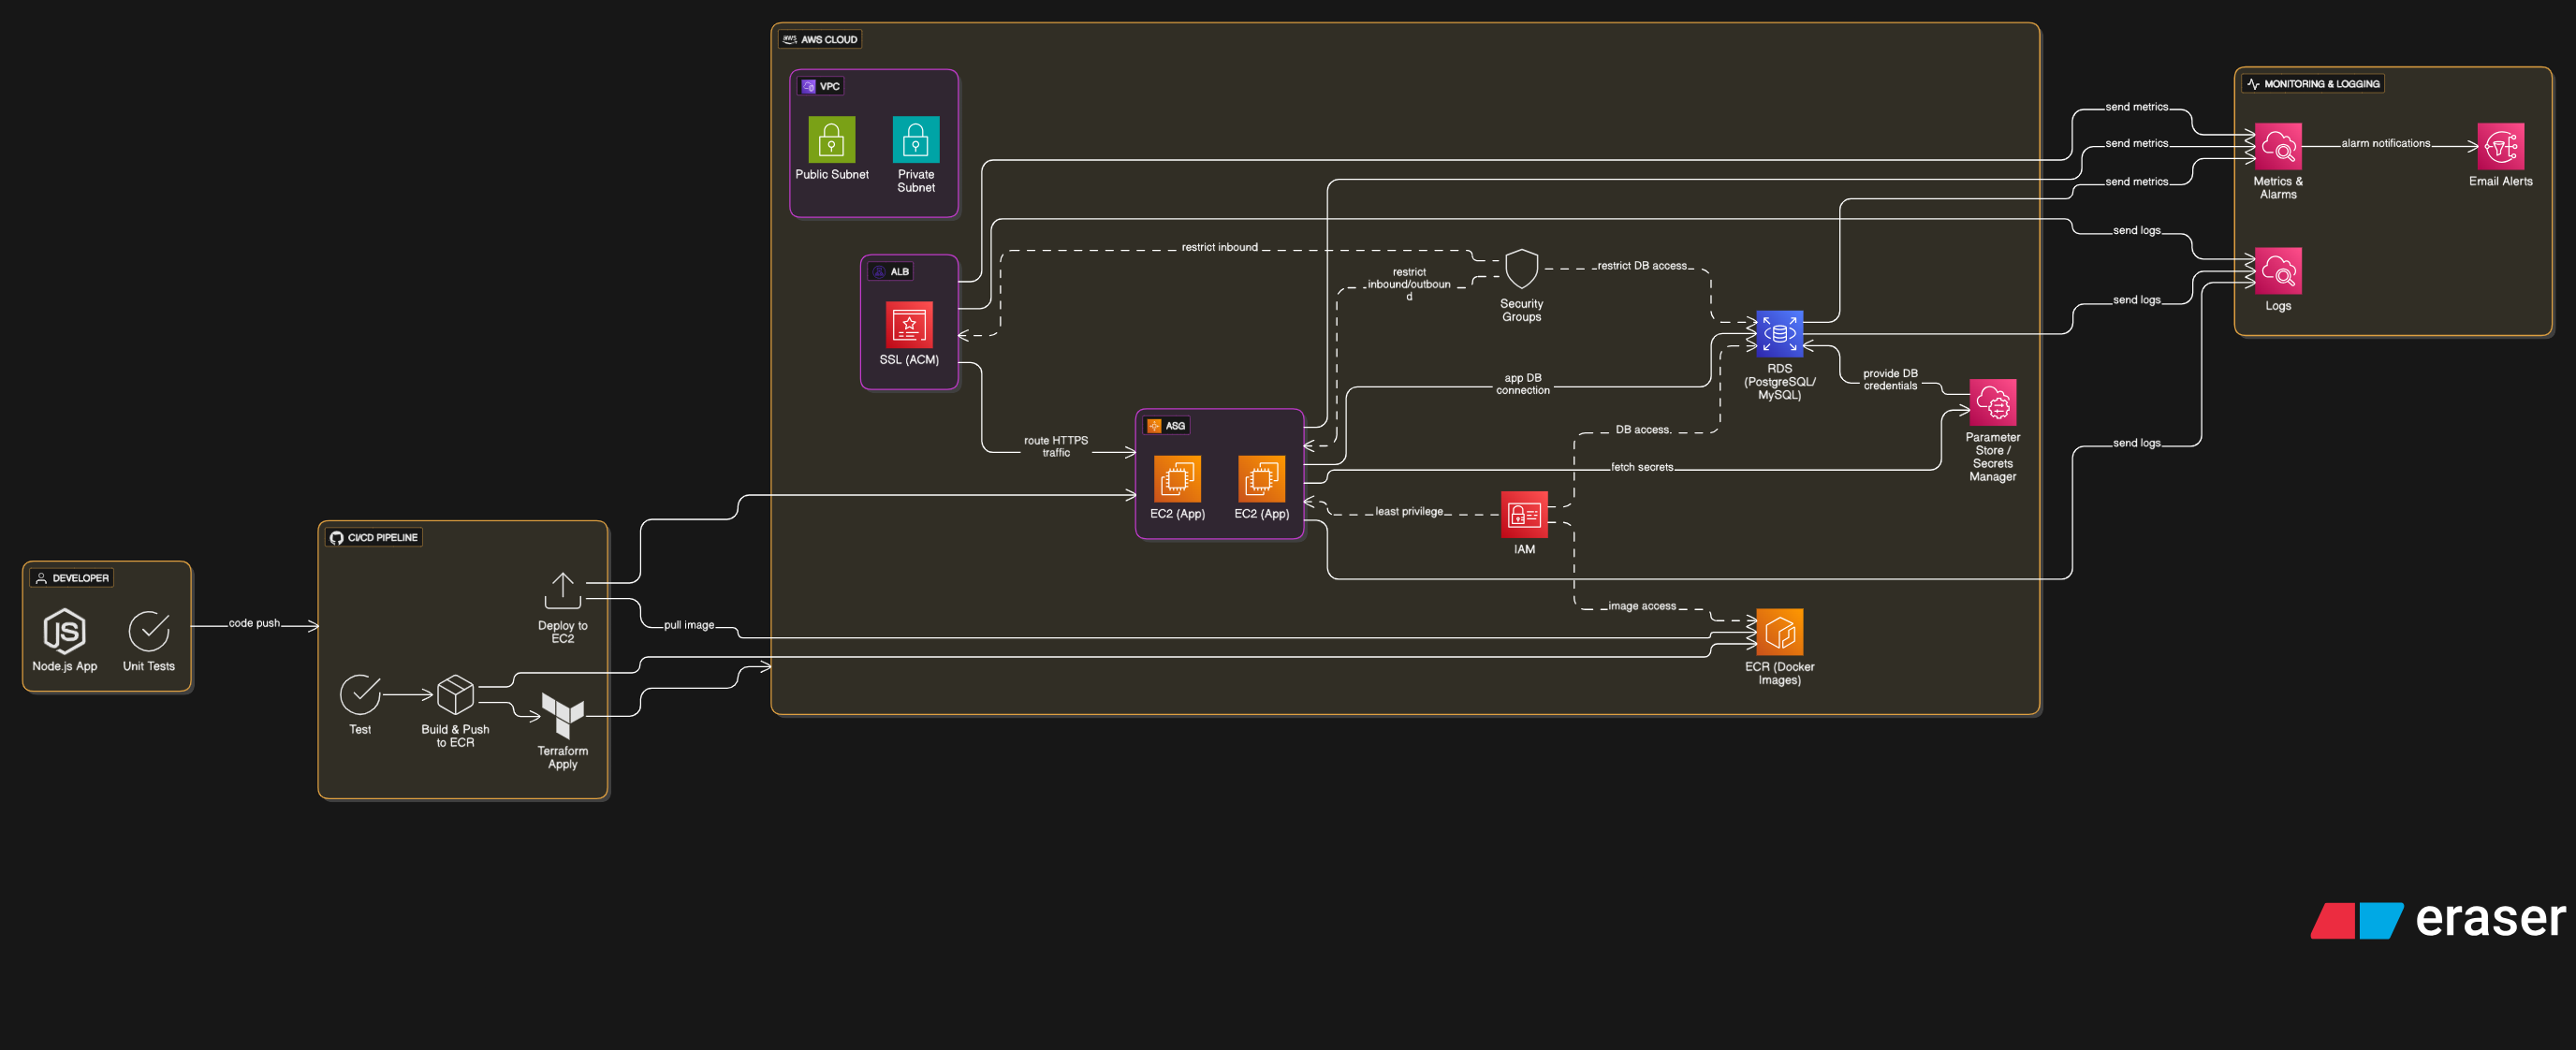 aws AWS CLOUD
VPC
Public Subnet
Private
Subnet
MONITORING & LOGGING
send metrics
send metrics
send metrics
alarm notifications
Metrics &
Alarms
Email Alerts
send logs
send logs
Logs
restrict inbound
restrict
inbound/outboun
d
restrict DB access
Security
Groups
ALB
SSL (ACM)
RDS
(PostgreSQL/
MySQL)
app DB
connection
provide DB
credentials
Parameter
Store /
Secrets
Manager
ASG
route HTTPS
traffic
DB access.
send logs
fetch secrets
EC2 (App)
EC2 (App)
least privilege
IAM
CI/CD PIPELINE
DEVELOPER
JS
Node.js App
Unit Tests
code push
Deploy to
EC2
pull image
image access
ECR (Docker
Images)
Test
Build & Push
to ECR
Terraform
Apply
eraser